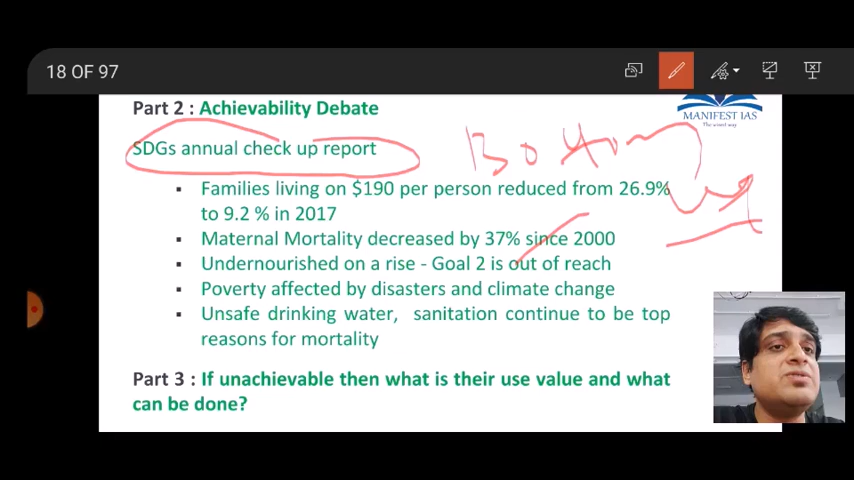 18 OF 97
Part 2 : Achievability Debate
MANIFEST IAS
SDGs annual check up report
Bottom
▪ Families living on $190 per person reduced from 26.9%
to 9.2 % in 2017
▪ Maternal Mortality decreased by 37% since 2000
▪ Undernourished on a rise - Goal 2 is out of reach
▪ Poverty affected by disasters and climate change
▪ Unsafe drinking water, sanitation continue to be top
reasons for mortality
Part 3 : If unachievable then what is their use value and what
can be done?